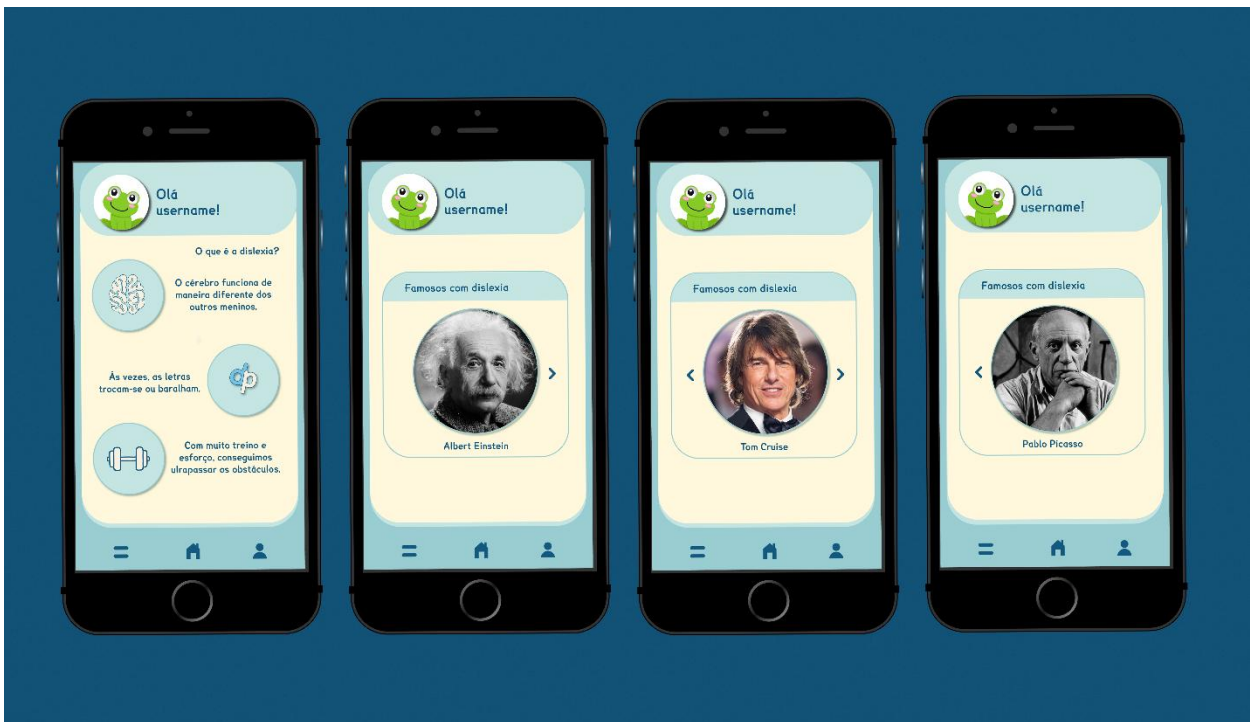 Olá
username!
O que é a dislexia?
O cérebro funciona de
maneira diferente dos
outros meninos.
Às vezes, as letras
trocam-se ou baralham.
Com muito treino e
esforço, conseguimos
ulrapassar os obstáculos.
Olá
username!
Famosos com dislexia
Albert Einstein
Olá
username!
Famosos com dislexia
Tom Cruise
Olá
username!
Famosos com dislexia
Pablo Picasso